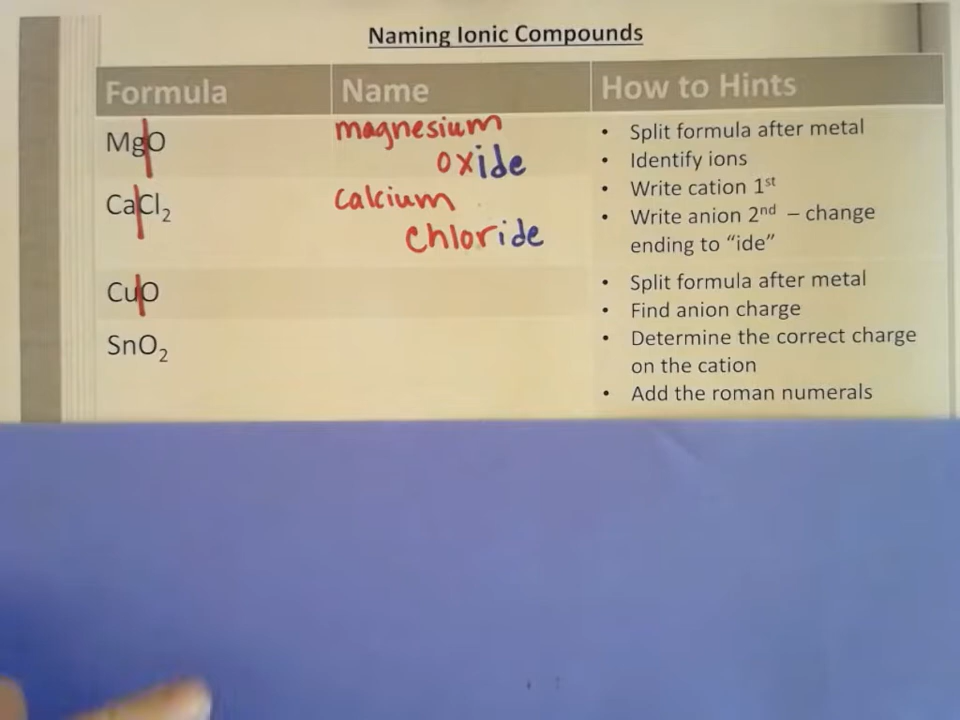 Naming Ionic Compounds
Formula Name How to Hints
MgO
magnesium
oxide
• Split formula after metal
• Identify ions
• Write cation 1st
• Write anion 2nd – change
ending to “ide”
CaCl2
calcium
chloride
CuO
SnO2
• Split formula after metal
• Find anion charge
• Determine the correct charge
on the cation
• Add the roman numerals